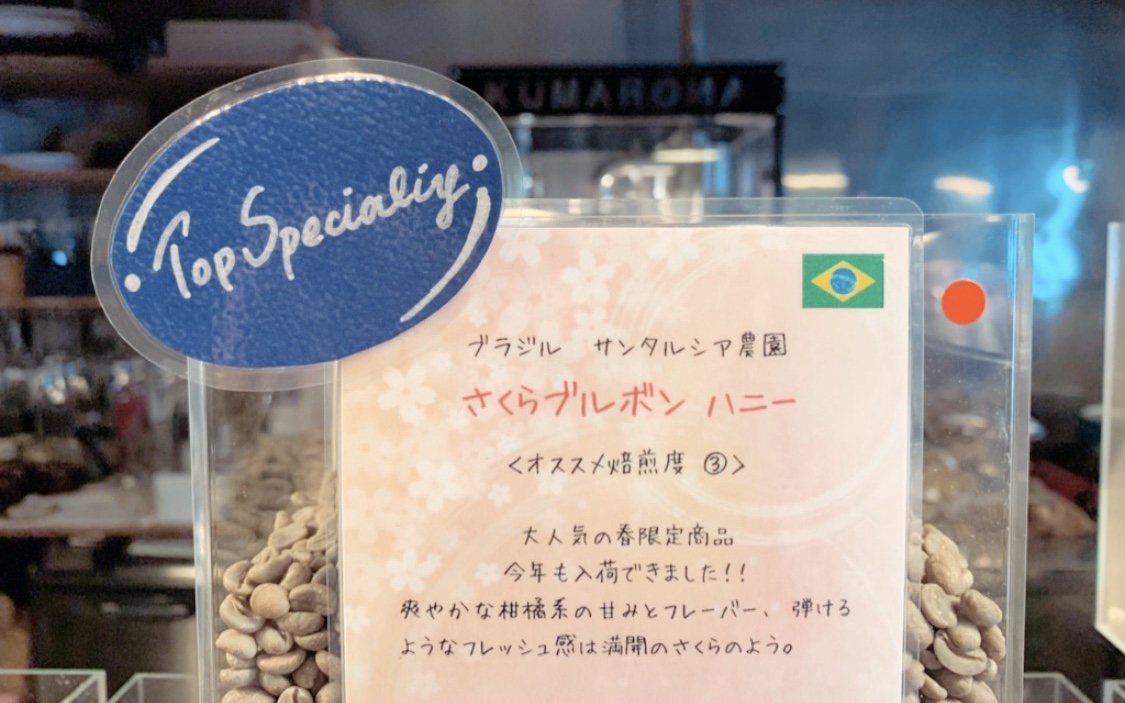 KUMAROMA
Top Specialiy
ブラジル　サンタルシア農園
さくらブルボン ハニー
<オススメ焙煎度 ③>
大人気の春限定商品
今年も入荷できました!!
爽やかな柑橘系の甘みとフレーバー、弾ける
ようなフレッシュ感は満開のさくらのよう。